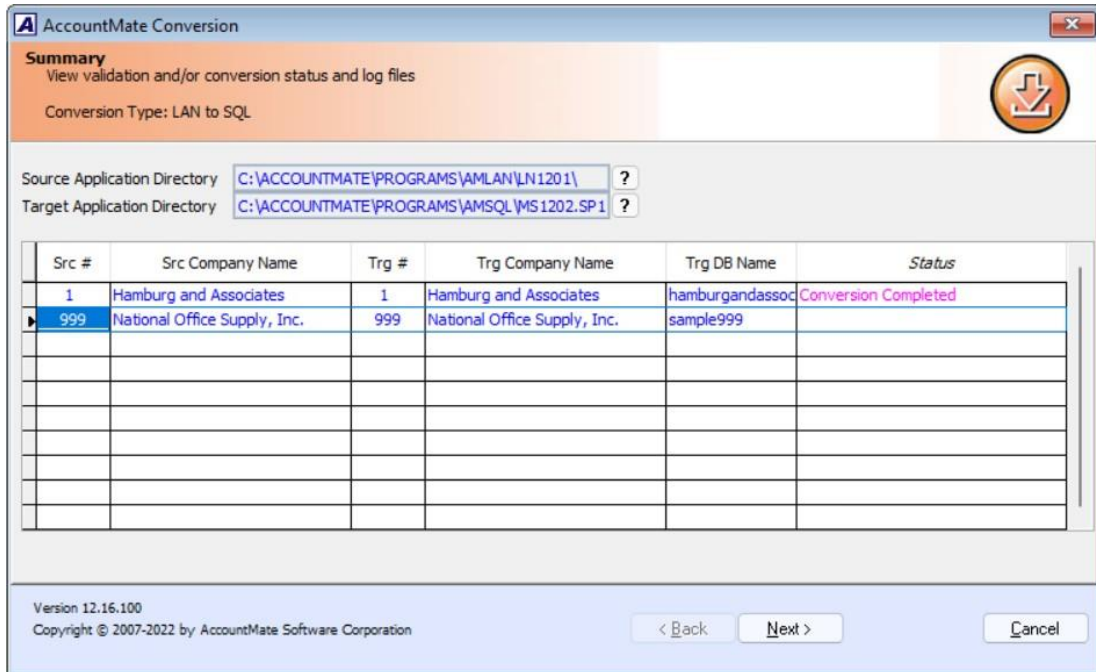 AccountMate Conversion
Summary
View validation and/or conversion status and log files
Conversion Type: LAN to SQL
Source Application Directory C:\ACCOUNTMATE\PROGRAMS\AMLAN\LN1201\ ?
Target Application Directory C:\ACCOUNTMATE\PROGRAMS\AMSQL\MS1202.SP1 ?
Src # Src Company Name Trg # Trg Company Name Trg DB Name Status
1 Hamburg and Associates 1 Hamburg and Associates hamburgandassoc Conversion Completed
999 National Office Supply, Inc. 999 National Office Supply, Inc. sample999
Version 12.16.100
Copyright © 2007-2022 by AccountMate Software Corporation
< Back Next > Cancel